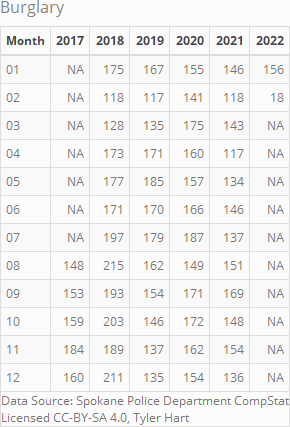 Burglary
Month 2017 2018 2019 2020 2021 2022
01 NA 175 167 155 146 156
02 NA 118 117 141 118 18
03 NA 128 135 175 143 NA
04 NA 173 171 160 117 NA
05 NA 177 185 157 134 NA
06 NA 171 170 166 146 NA
07 NA 197 179 187 137 NA
08 148 215 162 149 151 NA
09 153 193 154 171 169 NA
10 159 203 146 172 148 NA
11 184 189 137 162 154 NA
12 160 211 135 154 136 NA
Data Source: Spokane Police Department CompStat
Licensed CC-BY-SA 4.0, Tyler Hart